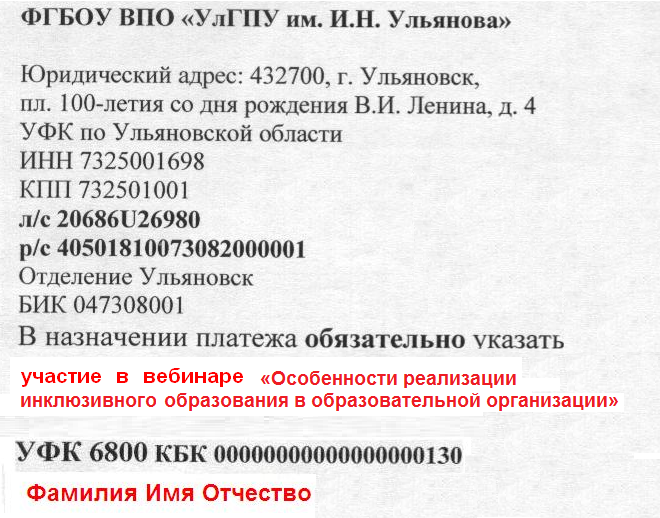 ФГБОУ ВПО «УлГПУ им. И.Н. Ульянова»
Юридический адрес: 432700, г. Ульяновск,
пл. 100-летия со дня рождения В.И. Ленина, д. 4
УФК по Ульяновской области
ИНН 7325001698
КПП 732501001
л/с 20686U26980
р/с 40501810073082000001
Отделение Ульяновск
БИК 047308001
В назначении платежа обязательно указать
участие в вебинаре «Особенности реализации
инклюзивного образования в образовательной организации»
УФК 6800 КБК 00000000000000000130
Фамилия Имя Отчество